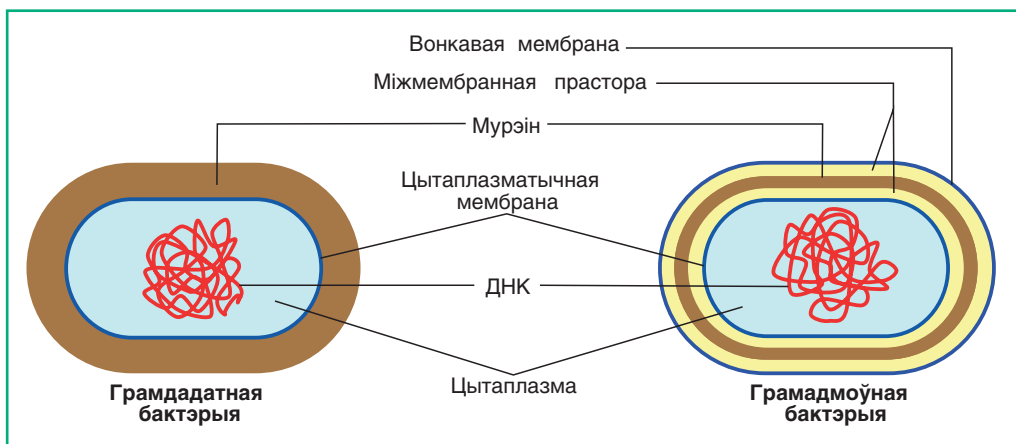 Вонкавая мембрана
Міжмембранная прастора
Мурэін
Цытаплазматычная
мембрана
ДНК
Цытаплазма
Грамдадатная
бактэрыя
Грамадмоўная
бактэрыя